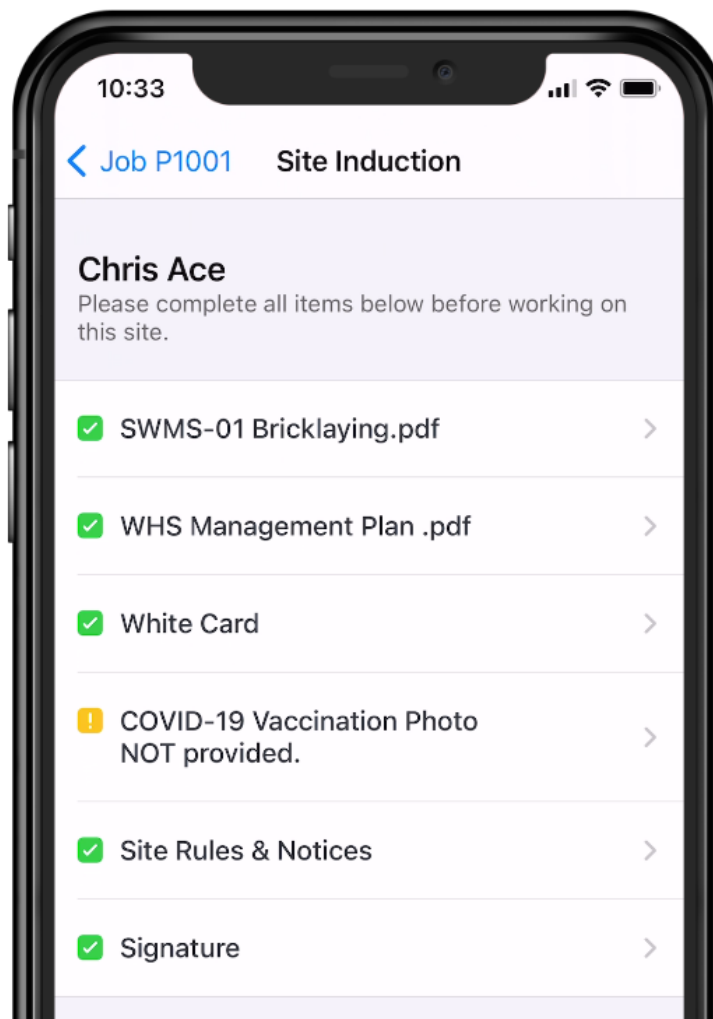 10:33
Job P1001 Site Induction
Chris Ace
Please complete all items below before working on
this site.
SWMS-01 Bricklaying.pdf
WHS Management Plan .pdf
White Card
COVID-19 Vaccination Photo
NOT provided.
Site Rules & Notices
Signature